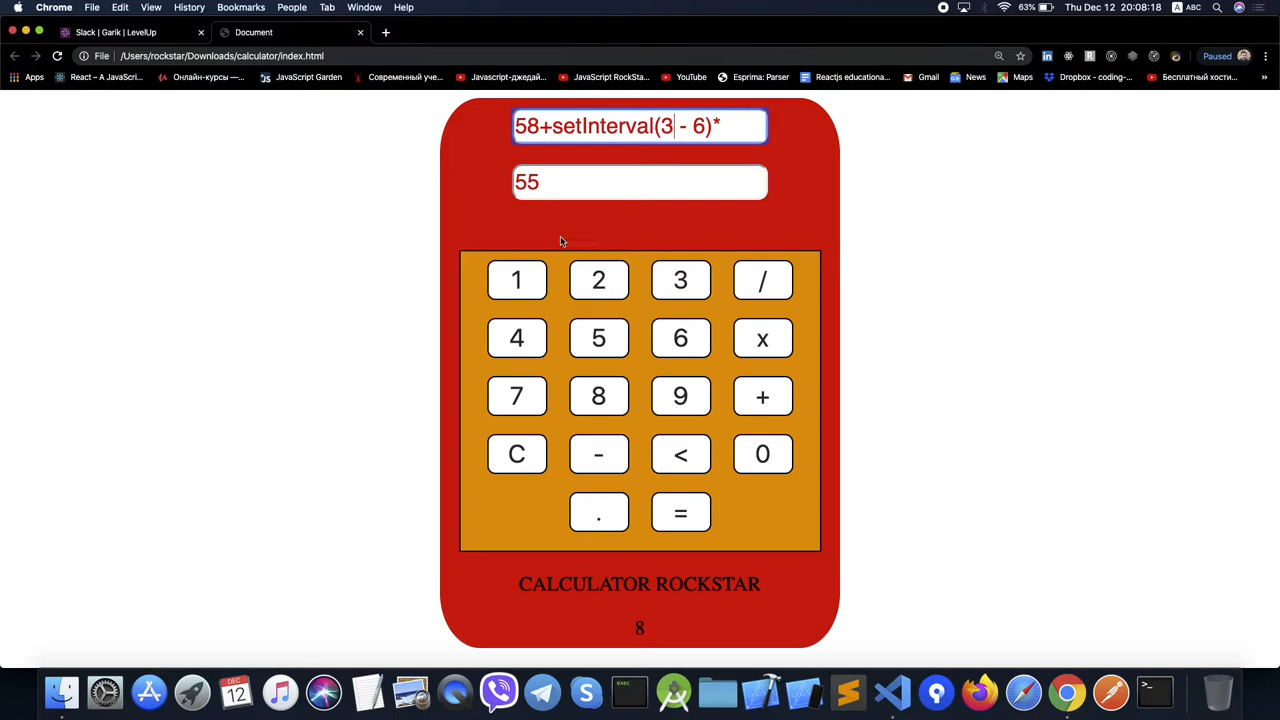 Chrome File Edit View History Bookmarks People Tab Window Help 63% Thu Dec 12 20:08:18 A ABC
Slack | Garik | LevelUp × Document × +
File | /Users/rockstar/Downloads/calculator/index.html Paused
Apps React – A JavaScri... Онлайн-курсы —... JavaScript Garden Современный уче... Javascript-джедай... JavaScript RockSta... YouTube Esprima: Parser Reactjs educationa... Gmail News Maps Dropbox - coding-... Бесплатный хости... »
58+setInterval(3 - 6)*
55
1 2 3 /
4 5 6 x
7 8 9 +
C - < 0
. =
CALCULATOR ROCKSTAR
8
DEC
12
exec